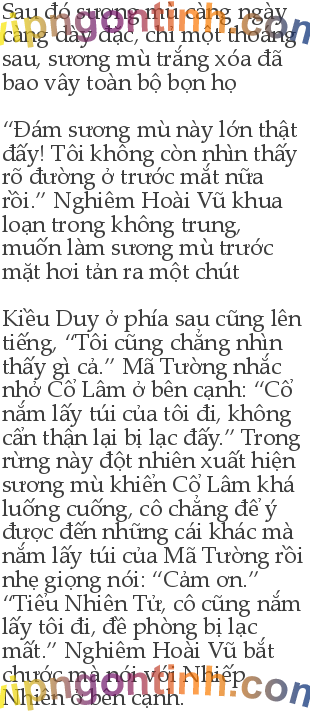 Sau đó sương mù càng ngày
càng dày đặc, chỉ một thoáng
sau, sương mù trắng xóa đã
bao vây toàn bộ bọn họ
“Đám sương mù này lớn thật
đấy! Tôi không còn nhìn thấy
rõ đường ở trước mắt nữa
rồi.” Nghiêm Hoài Vũ khua
loạn trong không trung,
muốn làm sương mù trước
mặt hơi tản ra một chút
Kiều Duy ở phía sau cũng lên
tiếng, “Tôi cũng chẳng nhìn
thấy gì cả.” Mã Tường nhắc
nhở Cổ Lâm ở bên cạnh: “Cổ
nắm lấy túi của tôi đi, không
cẩn thận lại bị lạc đấy.” Trong
rừng này đột nhiên xuất hiện
sương mù khiến Cổ Lâm khá
luống cuống, cô chẳng để ý
được đến những cái khác mà
nắm lấy túi của Mã Tường rồi
nhẹ giọng nói: “Cảm ơn.”
“Tiểu Nhiên Tử, cô cũng nắm
lấy tôi đi, đề phòng bị lạc
mất.” Nghiêm Hoài Vũ bắt
chước mà nói với Nhiếp
Nhiên ở bên cạnh.
vipngontinh.com
vipngontinh.com